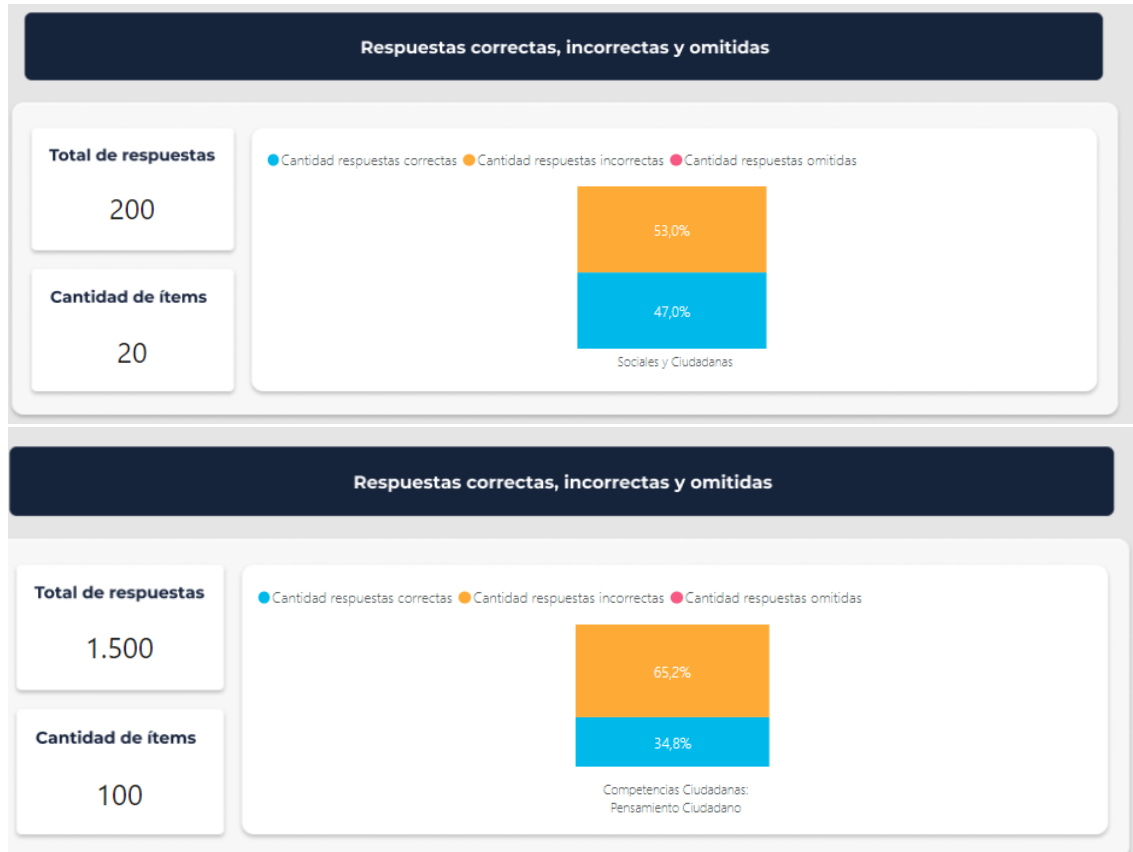 Respuestas correctas, incorrectas y omitidas
Total de respuestas
200
Cantidad de ítems
20
Cantidad respuestas correctas Cantidad respuestas incorrectas Cantidad respuestas omitidas
53,0%
47,0%
Sociales y Ciudadanas
Respuestas correctas, incorrectas y omitidas
Total de respuestas
1.500
Cantidad de ítems
100
Cantidad respuestas correctas Cantidad respuestas incorrectas Cantidad respuestas omitidas
65,2%
34,8%
Competencias Ciudadanas:
Pensamiento Ciudadano